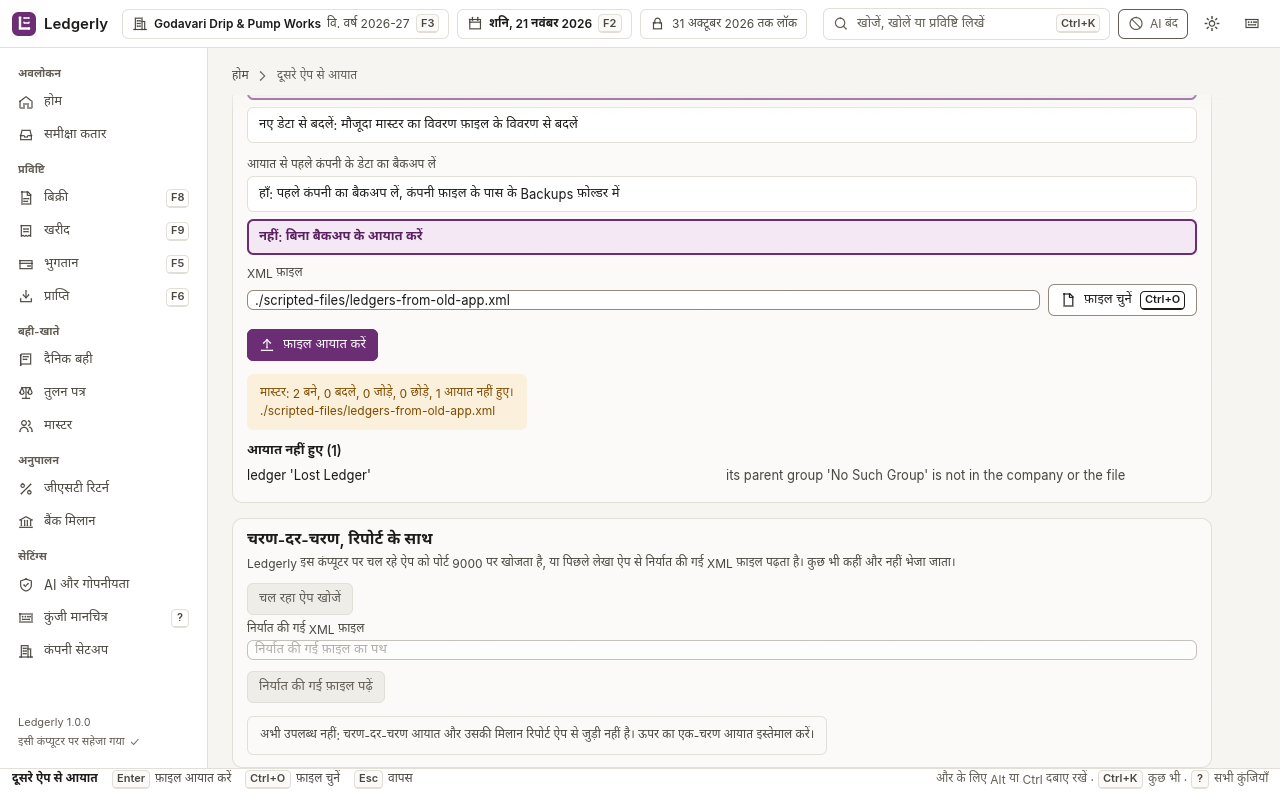 Ledgerly
Godavari Drip & Pump Works वि. वर्ष 2026-27 F3
शनि, 21 नवंबर 2026 F2
31 अक्टूबर 2026 तक लॉक
खोजें, खोलें या प्रविष्टि लिखें Ctrl+K
AI बंद
अवलोकन
होम
समीक्षा कतार
प्रविष्टि
बिक्री F8
खरीद F9
भुगतान F5
प्राप्ति F6
बही-खाते
दैनिक बही
तुलन पत्र
मास्टर
अनुपालन
जीएसटी रिटर्न
बैंक मिलान
सेटिंग्स
AI और गोपनीयता
कुंजी मानचित्र ?
कंपनी सेटअप
Ledgerly 1.0.0
इसी कंप्यूटर पर सहेजा गया
होम
दूसरे ऐप से आयात
नए डेटा से बदलें: मौजूदा मास्टर का विवरण फ़ाइल के विवरण से बदलें
आयात से पहले कंपनी के डेटा का बैकअप लें
हाँ: पहले कंपनी का बैकअप लें, कंपनी फ़ाइल के पास के Backups फ़ोल्डर में
नहीं: बिना बैकअप के आयात करें
XML फ़ाइल
./scripted-files/ledgers-from-old-app.xml
फ़ाइल चुनें Ctrl+O
फ़ाइल आयात करें
मास्टर: 2 बने, 0 बदले, 0 जोड़े, 0 छोड़े, 1 आयात नहीं हुए।
./scripted-files/ledgers-from-old-app.xml
आयात नहीं हुए (1)
ledger 'Lost Ledger' its parent group 'No Such Group' is not in the company or the file
चरण-दर-चरण, रिपोर्ट के साथ
Ledgerly इस कंप्यूटर पर चल रहे ऐप को पोर्ट 9000 पर खोजता है, या पिछले लेखा ऐप से निर्यात की गई XML फ़ाइल पढ़ता है। कुछ भी कहीं और नहीं भेजा जाता।
चल रहा ऐप खोजें
निर्यात की गई XML फ़ाइल
निर्यात की गई फ़ाइल का पथ
निर्यात की गई फ़ाइल पढ़ें
अभी उपलब्ध नहीं: चरण-दर-चरण आयात और उसकी मिलान रिपोर्ट ऐप से जुड़ी नहीं है। ऊपर का एक-चरण आयात इस्तेमाल करें।
दूसरे ऐप से आयात Enter फ़ाइल आयात करें Ctrl+O फ़ाइल चुनें Esc वापस
और के लिए Alt या Ctrl दबाए रखें · Ctrl+K कुछ भी · ? सभी कुंजियाँ